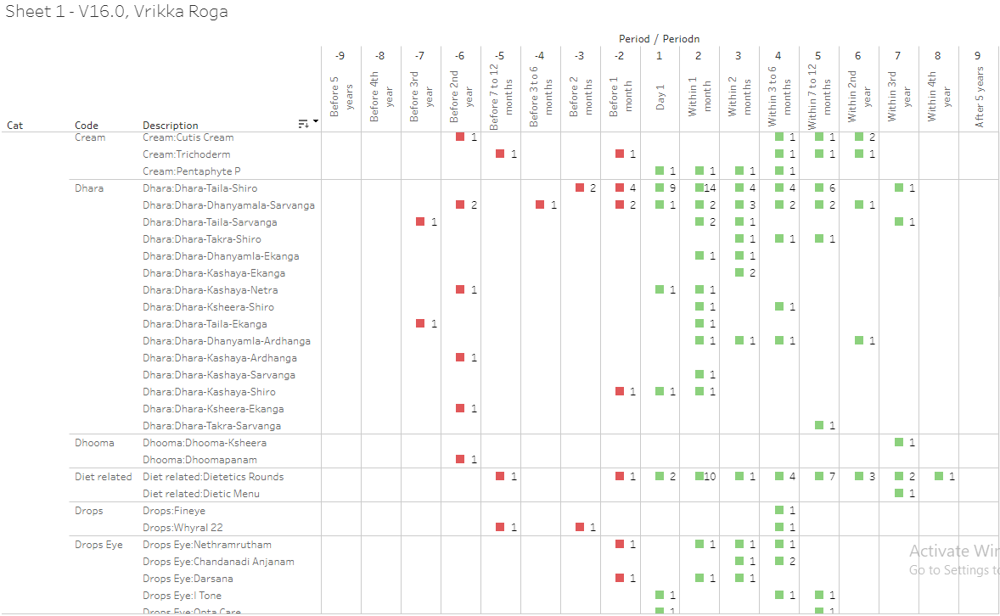 Sheet 1 - V16.0, Vrikka Roga
Period / Periodn
-9 -8 -7 -6 -5 -4 -3 -2 1 2 3 4 5 6 7 8 9
Before 5 years
Before 4th year
Before 3rd year
Before 2nd year
Before 7 to 12 months
Before 3 to 6 months
Before 2 months
Before 1 month
Day 1
Within 1 month
Within 2 months
Within 3 to 6 months
Within 7 to 12 months
Within 2nd year
Within 3rd year
Within 4th year
After 5 years
Cat Code Description
Cream Cream:Cutis Cream 1 1 1 2
Cream:Trichoderm 1 1 1 1 1
Cream:Pentaphyte P 1 1 1 1
Dhara Dhara:Dhara-Taila-Shiro 2 4 9 14 4 4 6 1
Dhara:Dhara-Dhanyamala-Sarvanga 2 1 2 1 2 3 2 2 1
Dhara:Dhara-Taila-Sarvanga 1 2 1 1
Dhara:Dhara-Takra-Shiro 1 1 1
Dhara:Dhara-Dhanyamla-Ekanga 1 1
Dhara:Dhara-Kashaya-Ekanga 2
Dhara:Dhara-Kashaya-Netra 1 1 1
Dhara:Dhara-Ksheera-Shiro 1 1
Dhara:Dhara-Taila-Ekanga 1 1
Dhara:Dhara-Dhanyamla-Ardhanga 1 1 1 1
Dhara:Dhara-Kashaya-Ardhanga 1
Dhara:Dhara-Kashaya-Sarvanga 1
Dhara:Dhara-Kashaya-Shiro 1 1 1
Dhara:Dhara-Ksheera-Ekanga 1
Dhara:Dhara-Takra-Sarvanga 1
Dhooma Dhooma:Dhooma-Ksheera 1
Dhooma:Dhoomapanam 1
Diet related Diet related:Dietetics Rounds 1 1 2 10 1 4 7 3 2 1
Diet related:Dietic Menu 1
Drops Drops:Fineye 1
Drops:Whyral 22 1 1 1
Drops Eye Drops Eye:Nethramrutham 1 1 1 1
Drops Eye:Chandanadi Anjanam 1 2
Drops Eye:Darsana 1 1 1
Drops Eye:I Tone 1 1 1
Drops Eye:Opta Care 1 1
Activate Wir
Go to Settings to